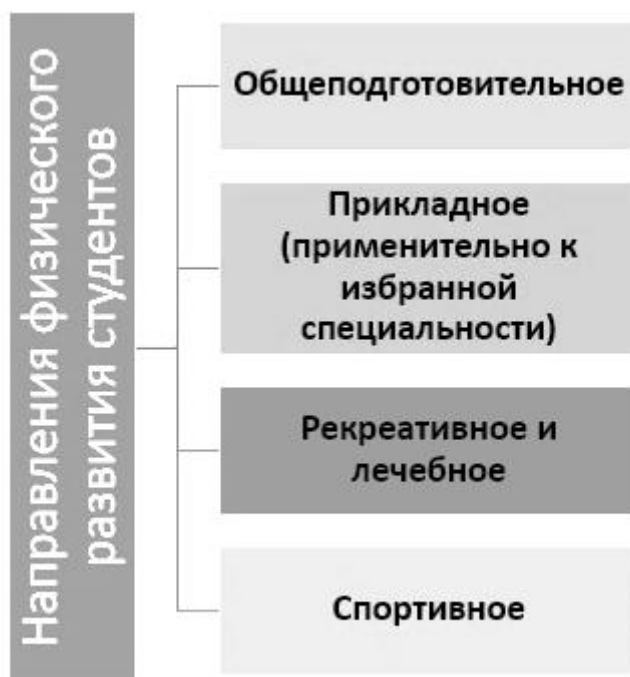 Направления физического
развития студентов
Общеподготовительное
Прикладное
(применительно к
избранной
специальности)
Рекреативное и
лечебное
Спортивное